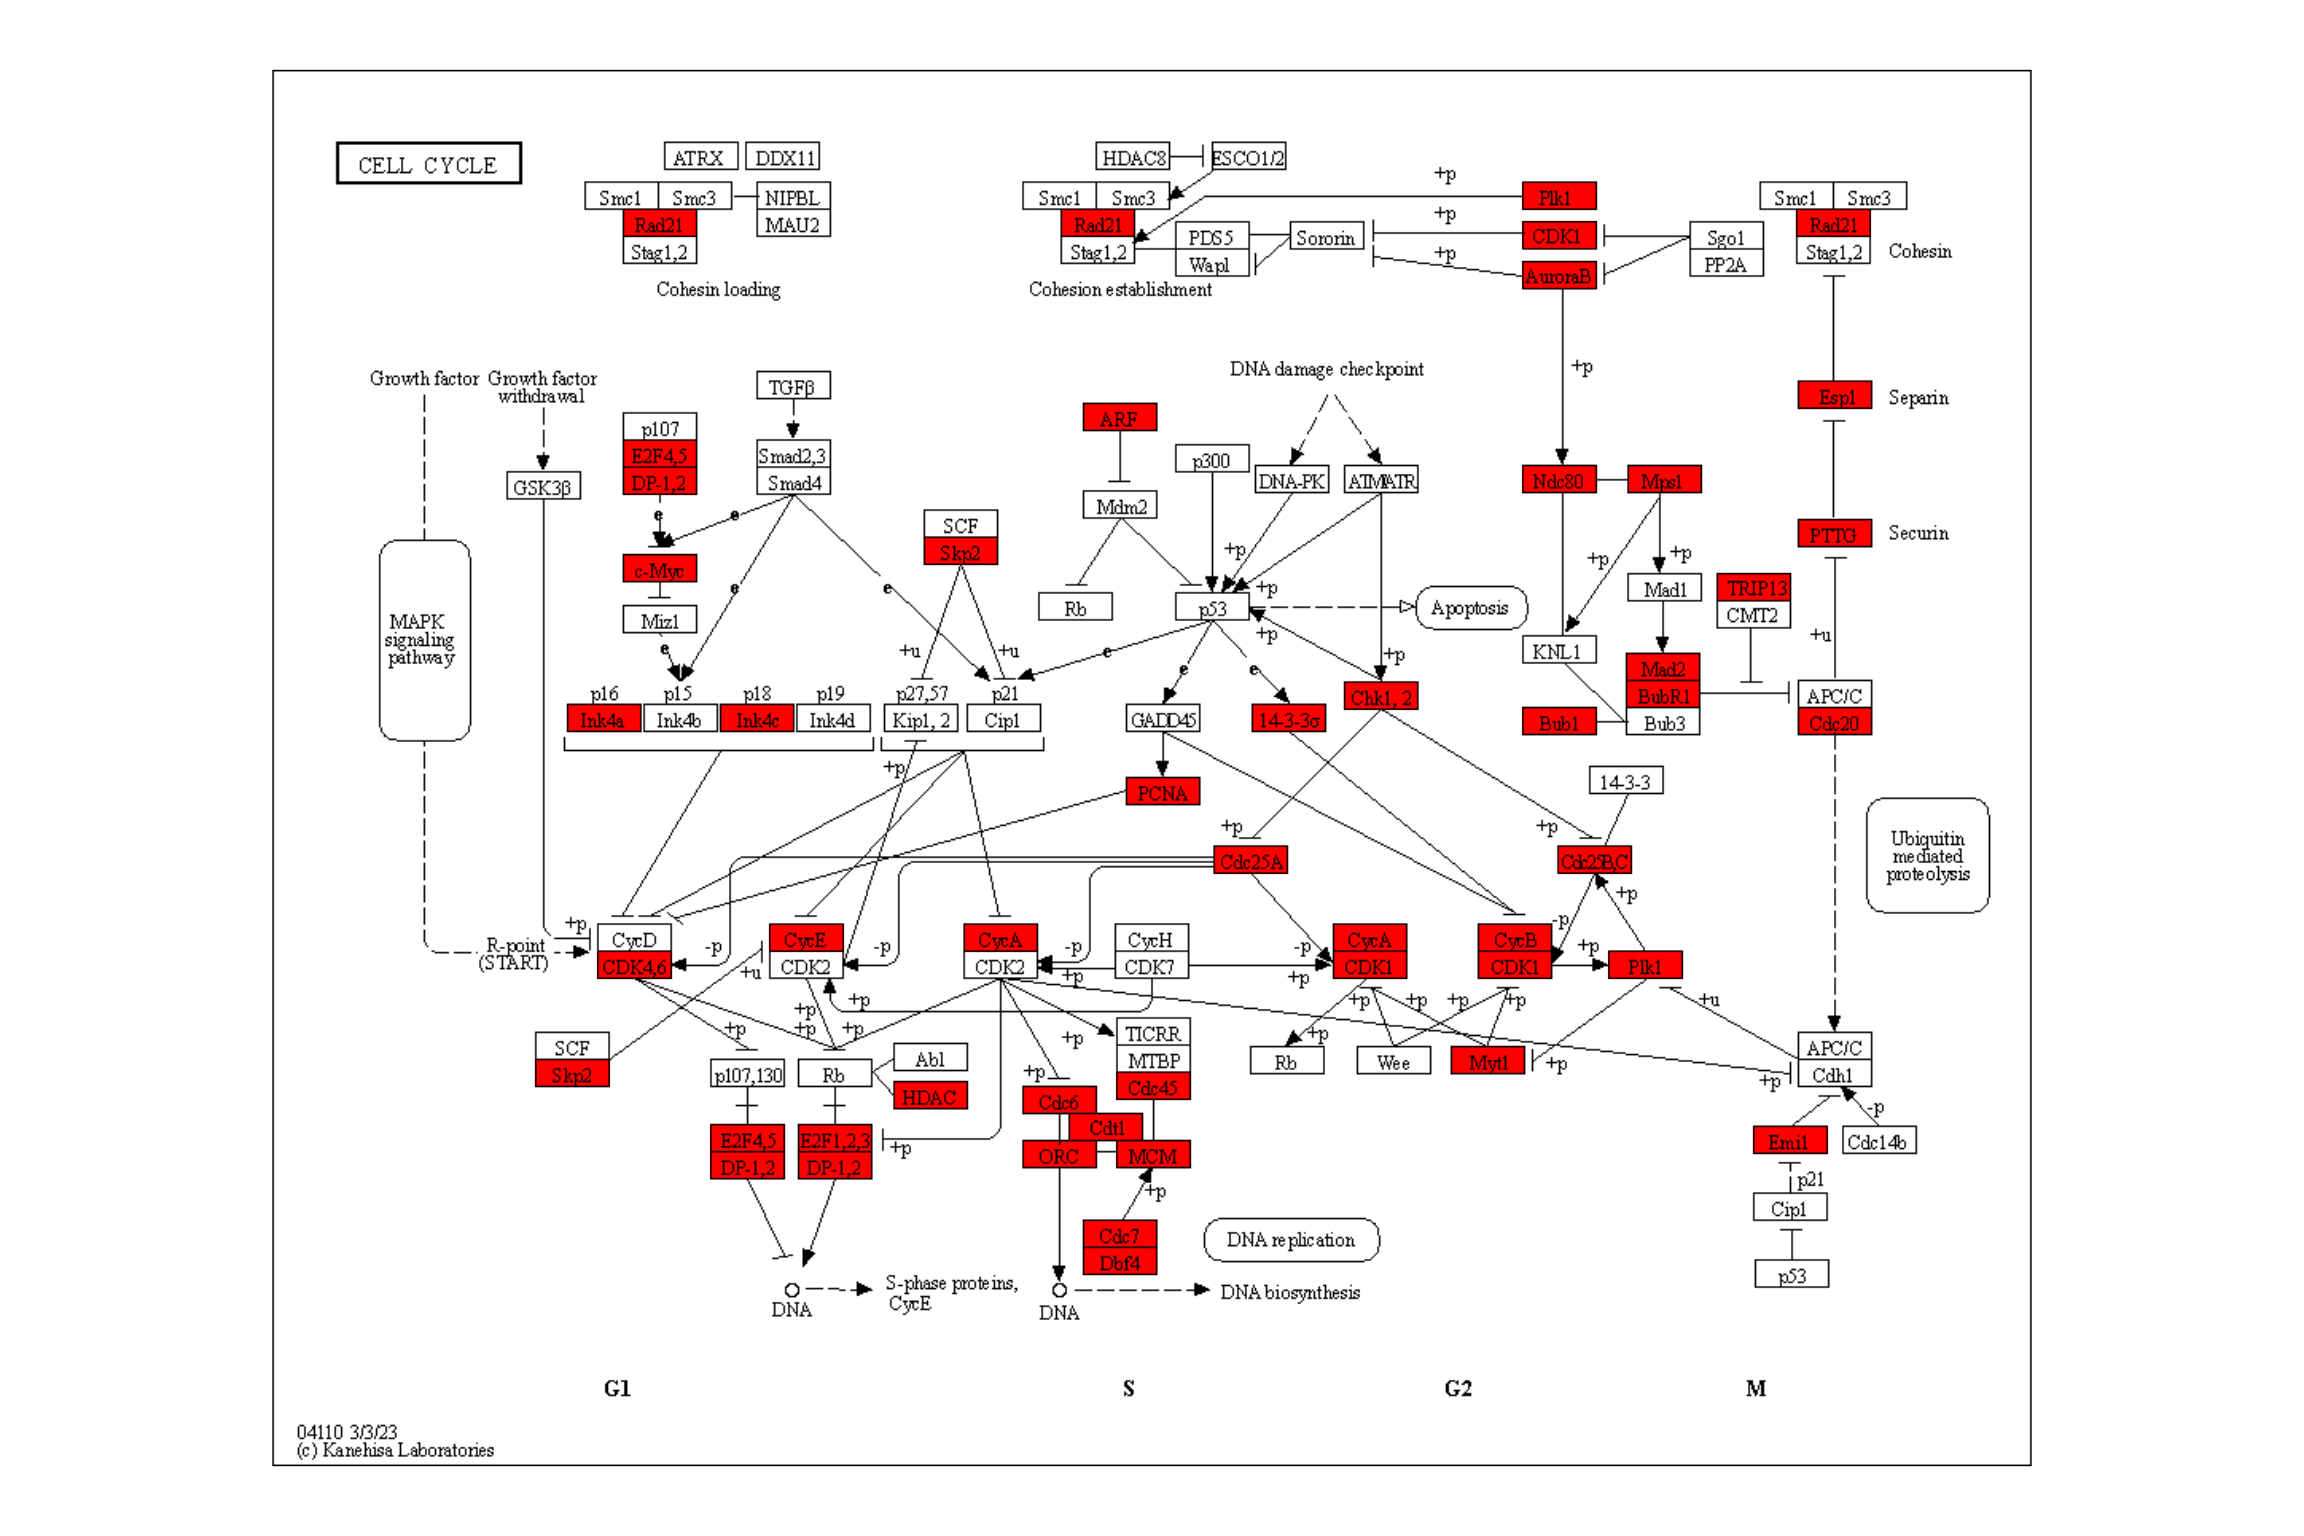 CELL CYCLE
ATRX DDX11
HDAC8 ESCO1/2
+p
Smc1 Smc3 NIPBL
Smc1 Smc3
Plk1
Smc1 Smc3
Rad21 MAU2
Rad21
PDS5 Sororin
+p
CDK1
Sgo1
Rad21
Stag1,2
Stag1,2
Wapl
+p
AuroraB
PP2A
Stag1,2
Cohesin
Cohesin loading
Cohesion establishment
+p
DNA damage checkpoint
Growth factor
Growth factor
withdrawal
TGFβ
Esp1
Separin
p107
E2F4,5
DP-1,2
Smad2,3
Smad4
ARF
p300
DNA-PK
ATMATR
Ndc80
Mps1
GSK3β
e
e
Mdm2
SCF
Skp2
PTTG
Securin
c-Myc
e
e
+p
+p
+p
+p
Mad1
TRIP13
CMT2
Miz1
Rb
p53
Apoptosis
MAPK
signaling
pathway
e
+u
+u
e
+p
+p
KNL1
+u
e
e
Mad2
BubR1
Bub3
p16
Ink4a
p15
Ink4b
p18
Ink4c
p19
Ink4d
p27,57
Kip1, 2
p21
Cip1
GADD45
14-3-3σ
Chk1, 2
Bub1
APC/C
Cdc20
+p
PCNA
14-3-3
+p
+p
Cdc25A
Cdc25B,C
Ubiquitin
mediated
proteolysis
+p
-p
+p
R-point
(START)
CycD
CDK4,6
-p
CycE
CDK2
-p
CycA
CDK2
-p
CycH
CDK7
-p
CycA
CDK1
CycB
CDK1
+p
Plk1
+u
+p
+p
+p
+p
+p
+p
+p
+u
+p
+p
+p
+p
+p
SCF
Skp2
p107,130
Rb
Abl
HDAC
TICRR
MTBP
Cdc45
Rb
Wee
Myt1
+p
+p
APC/C
Cdh1
+p
Cdc6
Cdt1
ORC
MCM
-p
E2F4,5
DP-1,2
E2F1,2,3
DP-1,2
+p
Emi1
Cdc14b
+p
p21
Cip1
Cdc7
Dbf4
DNA replication
p53
DNA
S-phase proteins,
CycE
DNA
DNA biosynthesis
G1 S G2 M
04110 3/3/23
(c) Kanehisa Laboratories